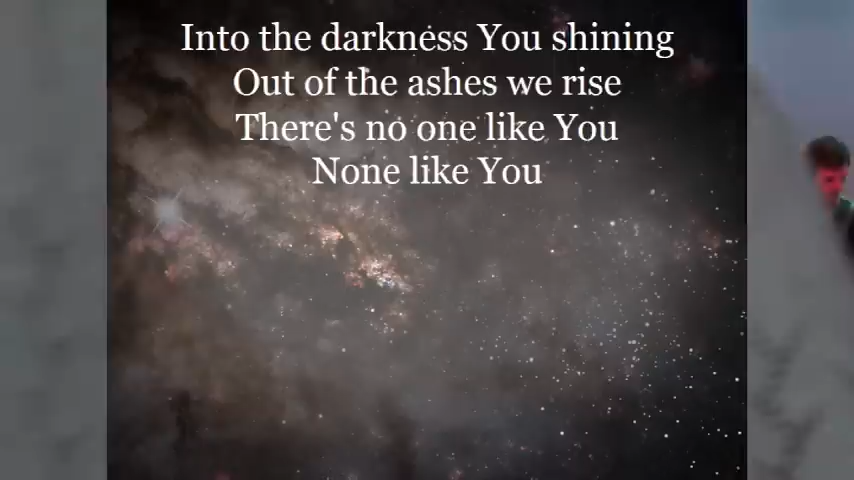 Into the darkness You shining
Out of the ashes we rise
There's no one like You
None like You